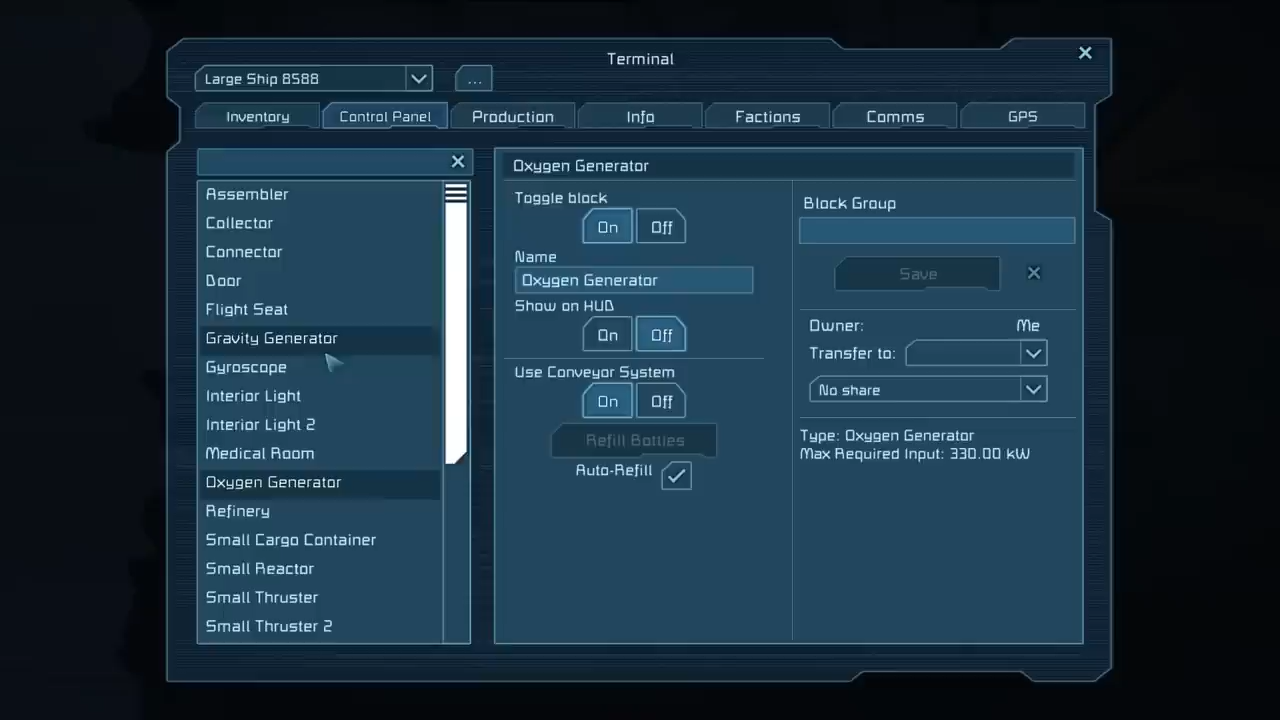 Terminal
Large Ship 8588
...
Inventory
Control Panel
Production
Info
Factions
Comms
GPS
Assembler
Collector
Connector
Door
Flight Seat
Gravity Generator
Gyroscope
Interior Light
Interior Light 2
Medical Room
Oxygen Generator
Refinery
Small Cargo Container
Small Reactor
Small Thruster
Small Thruster 2
Oxygen Generator
Toggle block
On Off
Name
Oxygen Generator
Show on HUD
On Off
Use Conveyor System
On Off
Refill Bottles
Auto-Refill
Block Group
Save
Owner: Me
Transfer to:
No share
Type: Oxygen Generator
Max Required Input: 330.00 kW